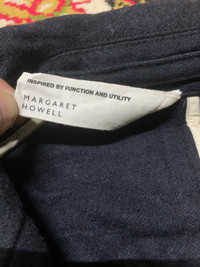 INSPIRED BY FUNCTION AND UTILITY
MARGARET
HOWELL